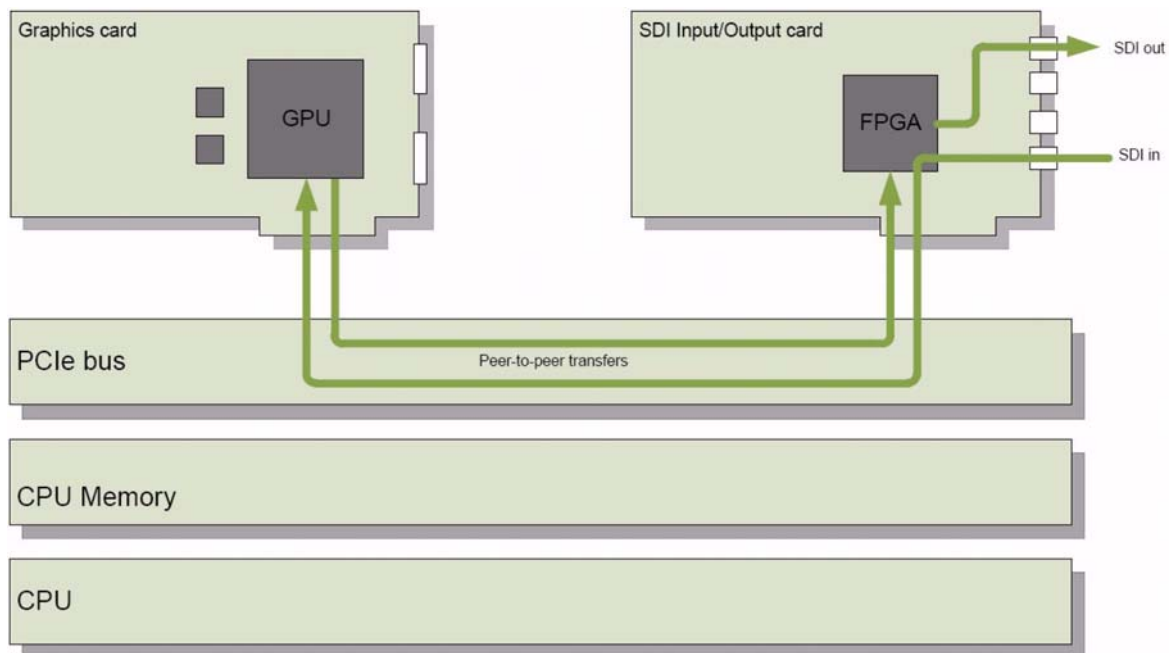 Graphics card
SDI Input/Output card
SDI out
GPU
FPGA
SDI in
PCIe bus
Peer-to-peer transfers
CPU Memory
CPU